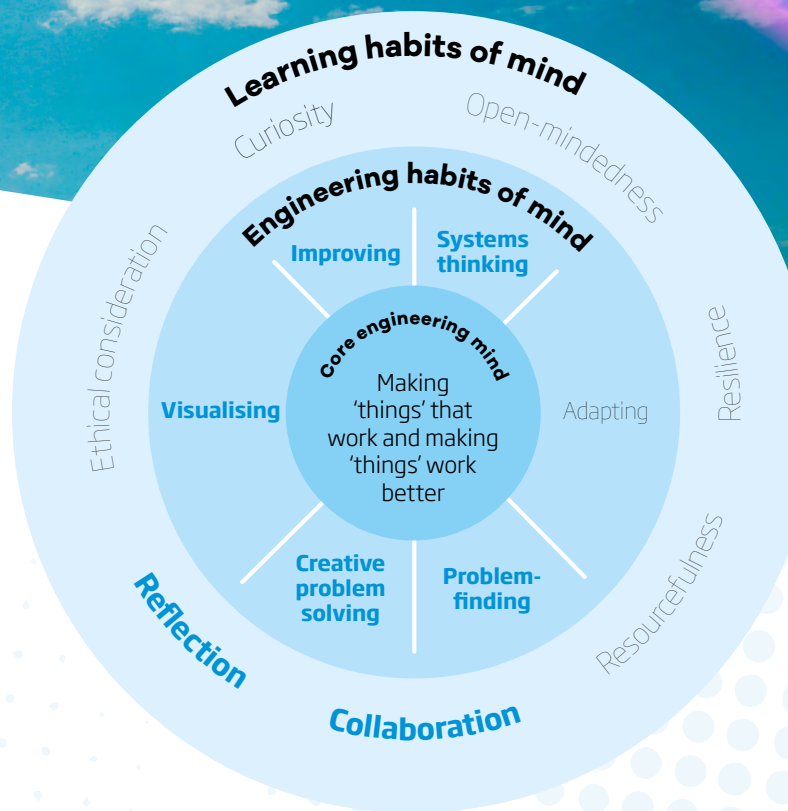 Learning habits of mind
Curiosity
Open-mindedness
Ethical consideration
Resilience
Resourcefulness
Reflection
Collaboration
Engineering habits of mind
Improving
Systems
thinking
Visualising
Adapting
Creative
problem
solving
Problem-
finding
Core engineering mind
Making
‘things’ that
work and making
‘things’ work
better